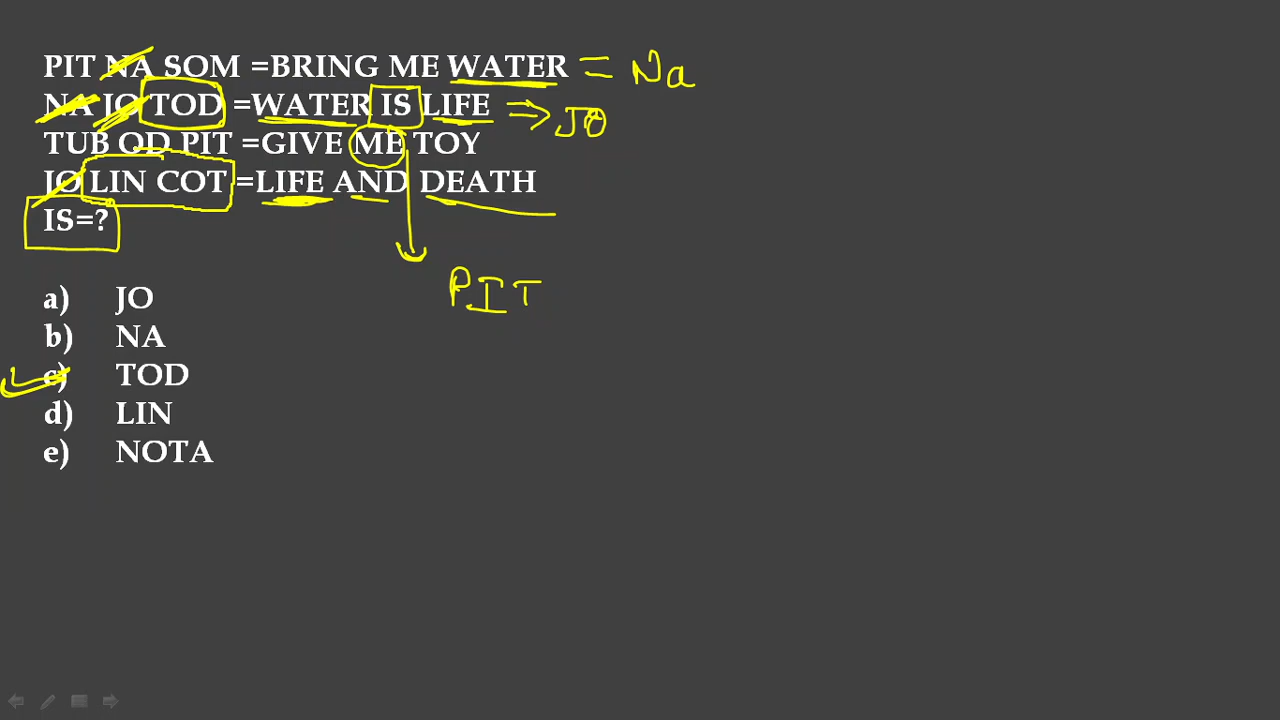 PIT NA SOM =BRING ME WATER = Na
NA JO TOD =WATER IS LIFE ⇒ JO
TUB OD PIT =GIVE ME TOY
JO LIN COT =LIFE AND DEATH
IS=?
PIT
a) JO
b) NA
c) TOD
d) LIN
e) NOTA